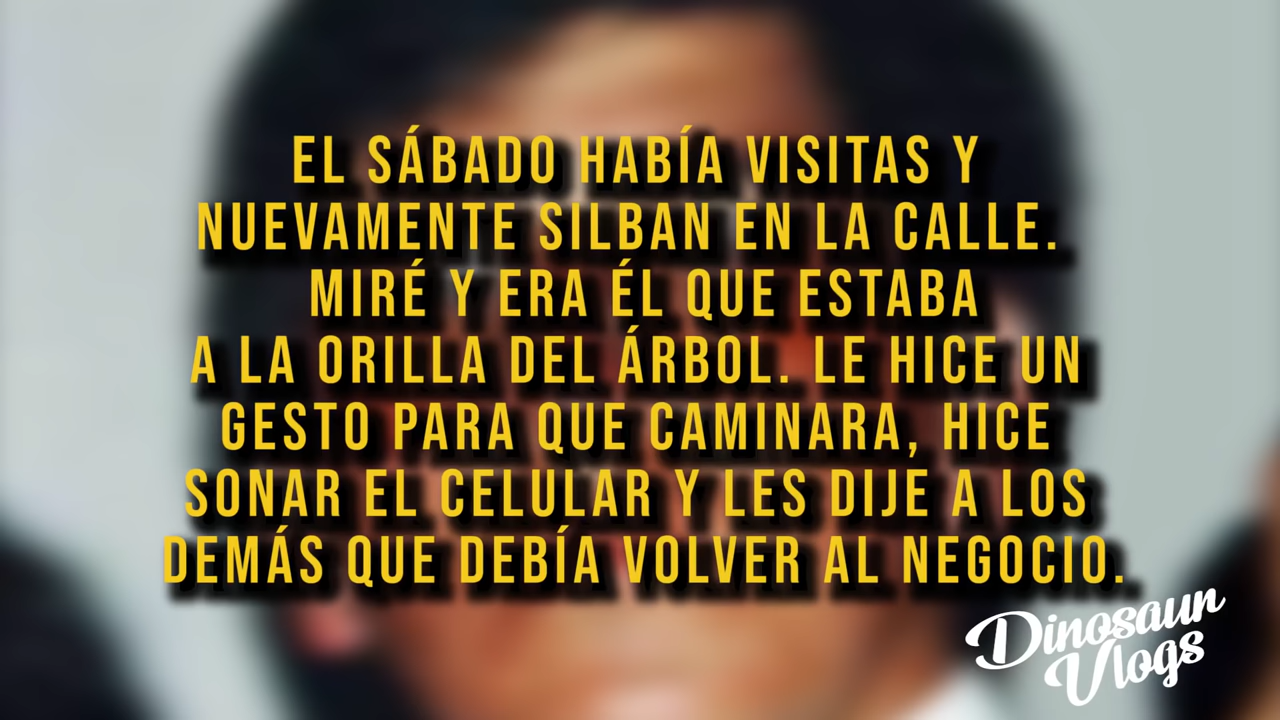 EL SÁBADO HABÍA VISITAS Y
NUEVAMENTE SILBAN EN LA CALLE.
MIRÉ Y ERA ÉL QUE ESTABA
A LA ORILLA DEL ÁRBOL. LE HICE UN
GESTO PARA QUE CAMINARA, HICE
SONAR EL CELULAR Y LES DIJE A LOS
DEMÁS QUE DEBÍA VOLVER AL NEGOCIO.
Dinosaur
Vlogs